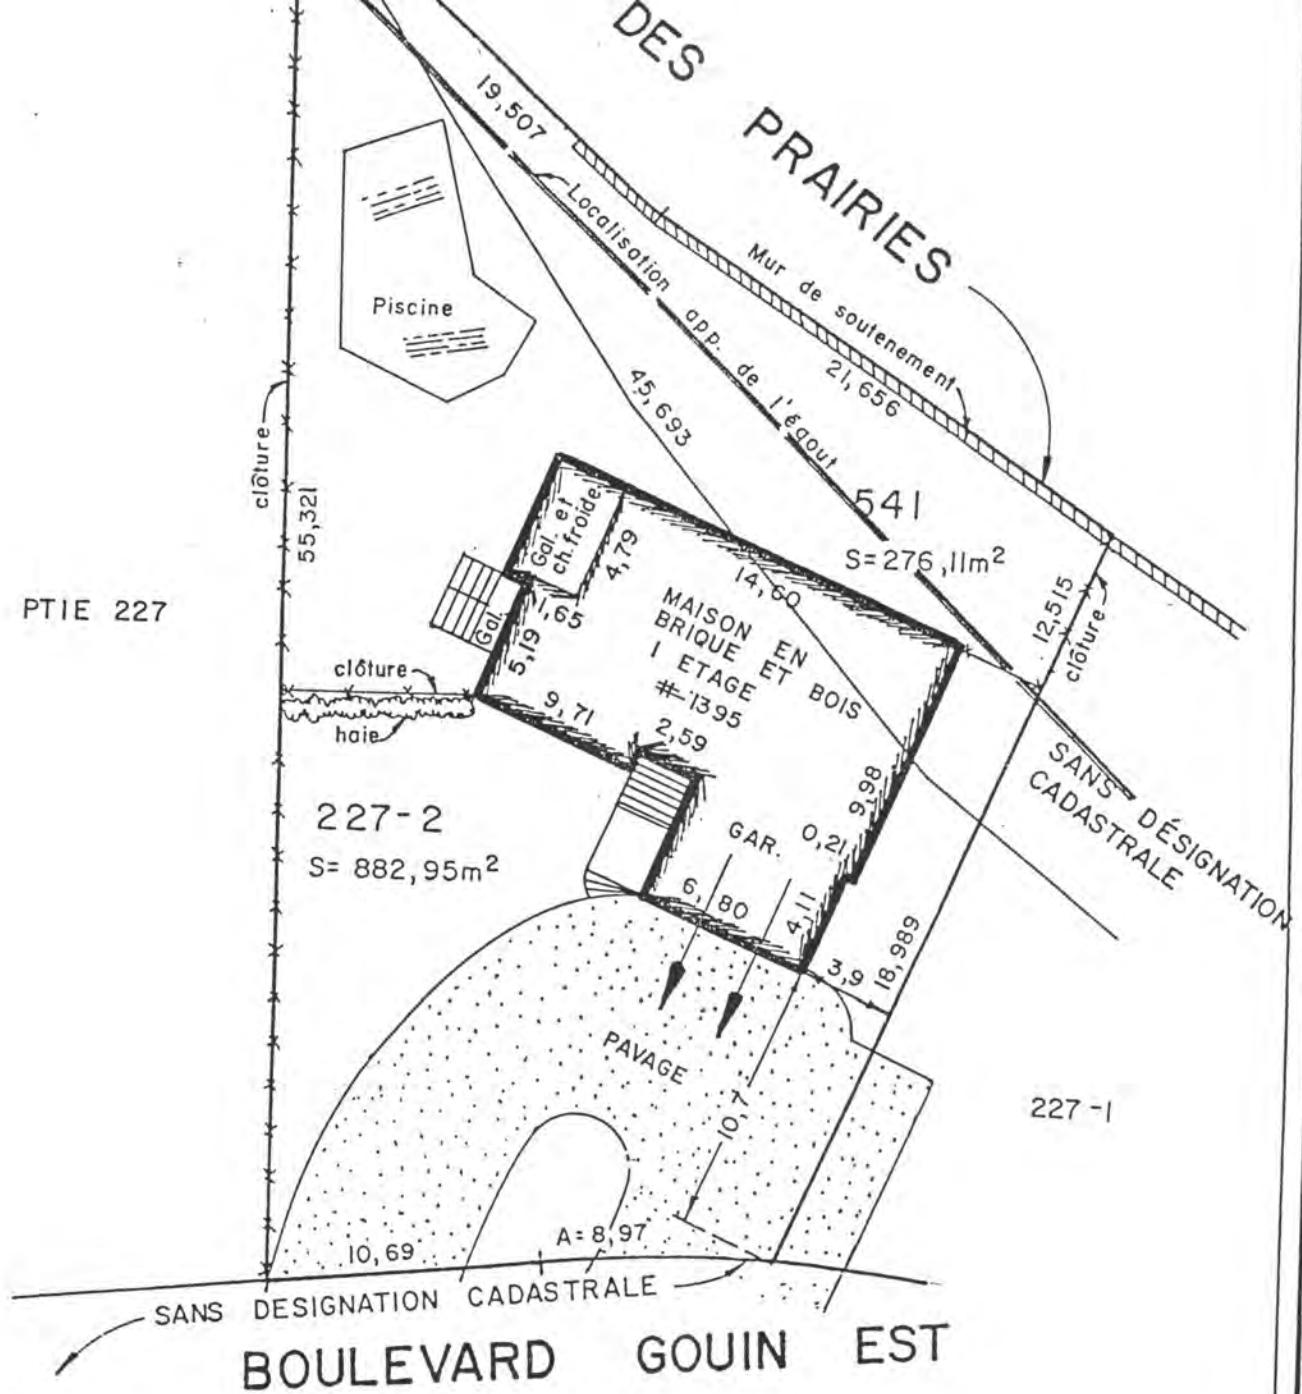 DES
PRAIRIES
19,507
Localisation app. de l'égout
Mur de soutenement
21,656
Piscine
45,693
clôture
55,321
541
S=276,11m²
12,515
clôture
Gal. et
ch. froide
4,79
14,60
PTIE 227
Gal.
1,65
5,19
MAISON EN
BRIQUE ET BOIS
1 ETAGE
#-1395
clôture
haie
9,71
2,59
SANS DÉSIGNATION
CADASTRALE
227-2
S= 882,95m²
GAR.
0,21
9,98
6,80
4,11
3,9
18,989
PAVAGE
10,7
227-1
10,69
A=8,97
SANS DESIGNATION CADASTRALE
BOULEVARD GOUIN EST